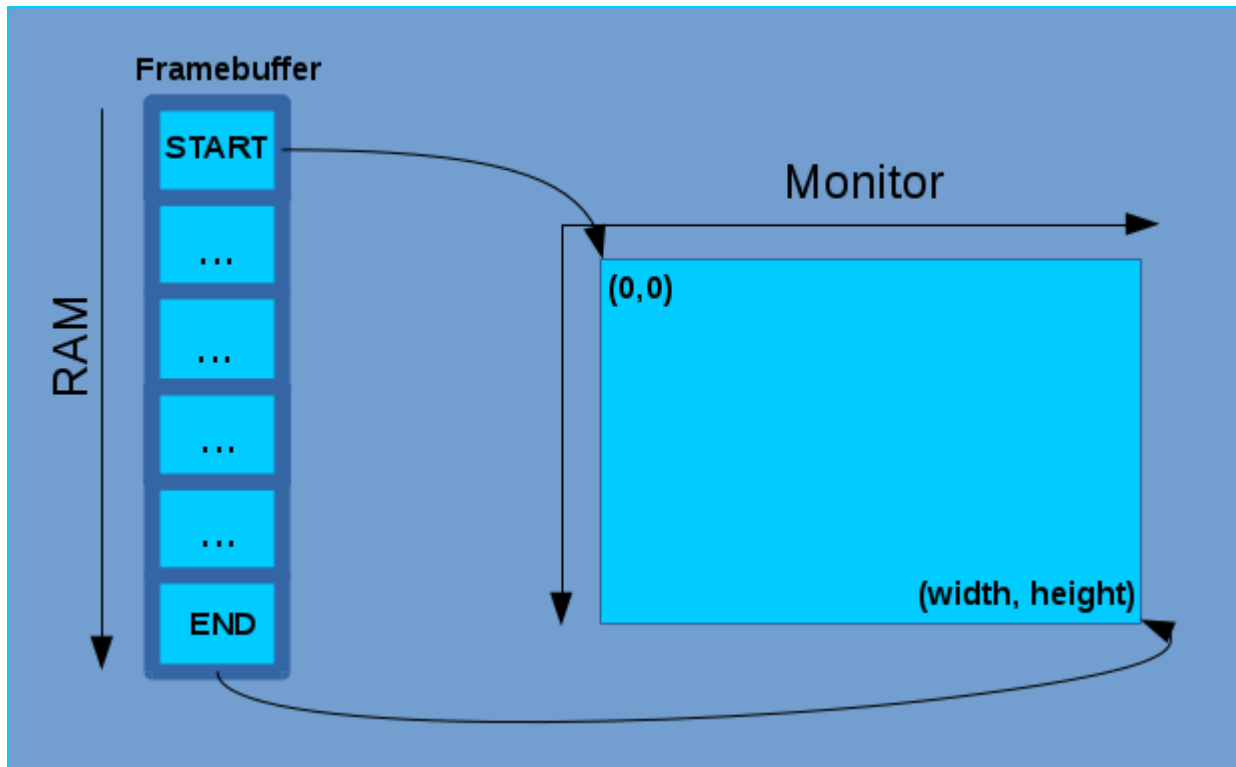 Framebuffer
START
...
...
...
...
END
RAM
Monitor
(0,0)
(width, height)